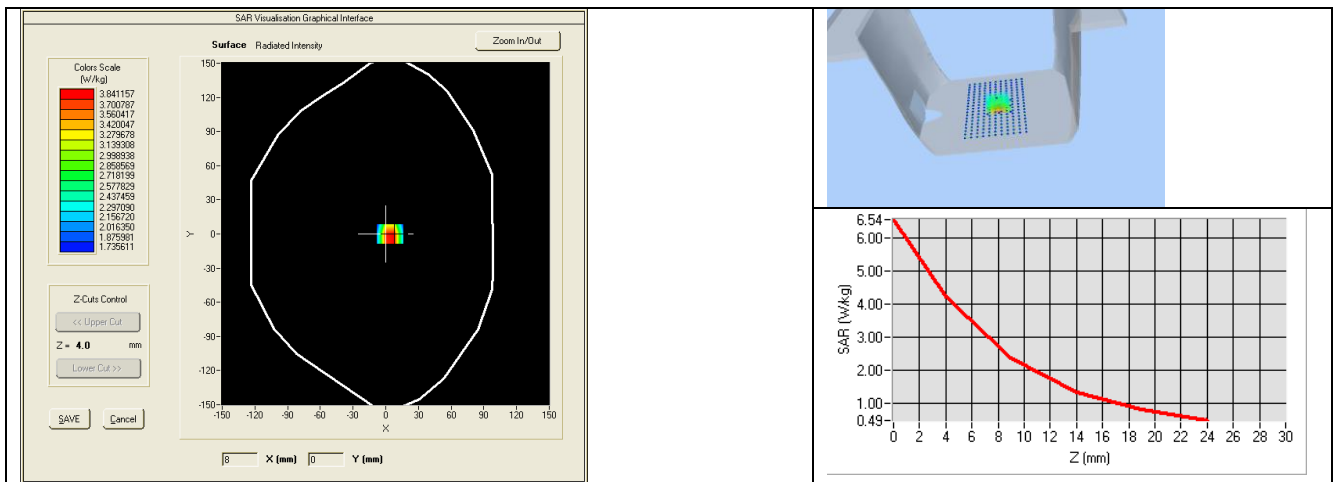 SAR Visualisation Graphical Interface
Surface Radiated Intensity
Zoom In/Out
Colors Scale
(W/kg)
3.841157
3.700787
3.560417
3.420047
3.279678
3.139308
2.998938
2.858569
2.718199
2.577829
2.437459
2.297090
2.156720
2.016350
1.875981
1.735611
Z-Cuts Control
<< Upper Cut
Z = 4.0 mm
Lower Cut >>
SAVE Cancel
150
120
90
60
30
0
-30
-60
-90
-120
-150
Y
-150 -120 -90 -60 -30 0 30 60 90 120 150
X
8 X (mm) 0 Y (mm)
6.54
6.00
5.00
4.00
3.00
2.00
1.00
0.49
SAR (W/kg)
0 2 4 6 8 10 12 14 16 18 20 22 24 26 28 30
Z (mm)